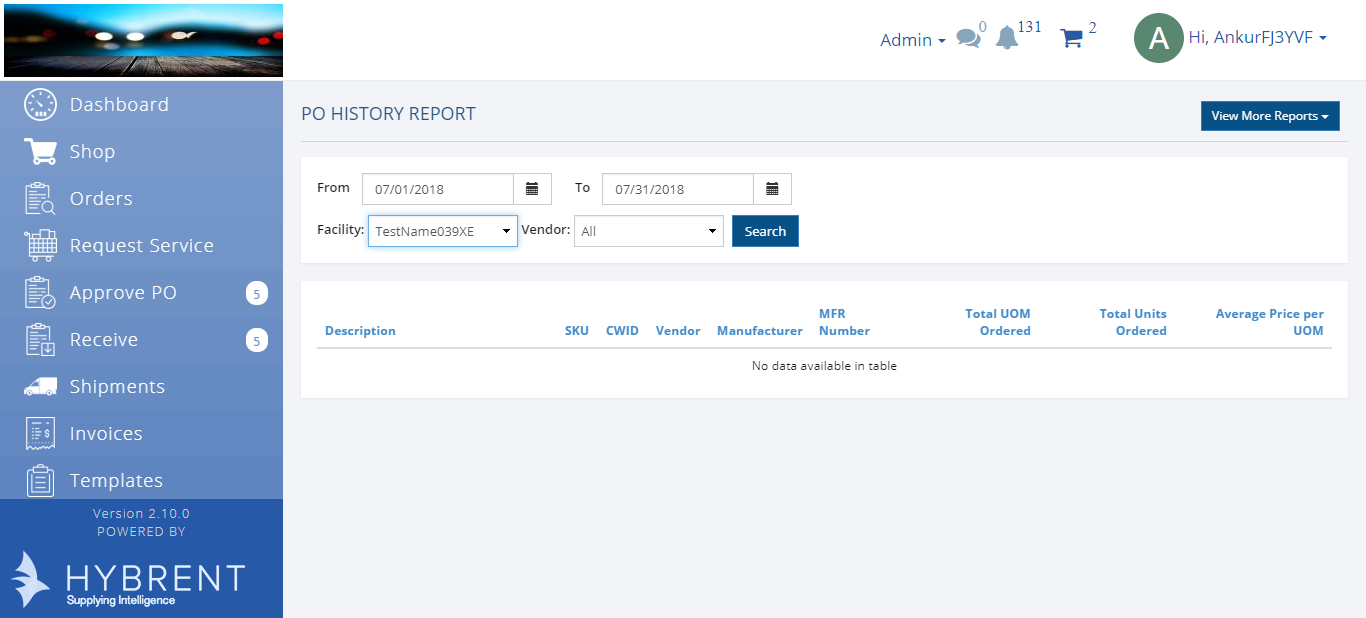 Admin
0
131
2
A
Hi, AnkurFJ3YVF
Dashboard
Shop
Orders
Request Service
Approve PO 5
Receive 5
Shipments
Invoices
Templates
Version 2.10.0
POWERED BY
HYBRENT
Supplying Intelligence
PO HISTORY REPORT
View More Reports
From 07/01/2018 To 07/31/2018
Facility: TestName039XE Vendor: All Search
Description SKU CWID Vendor Manufacturer MFR Number Total UOM Ordered Total Units Ordered Average Price per UOM
No data available in table